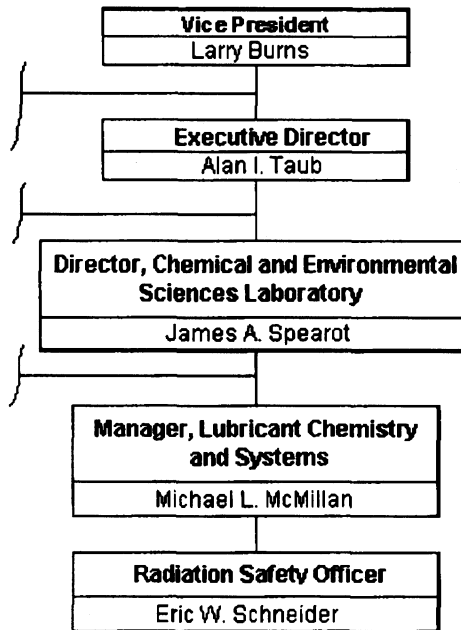 Vice President
Larry Burns
Executive Director
Alan I. Taub
Director, Chemical and Environmental
Sciences Laboratory
James A. Spearot
Manager, Lubricant Chemistry
and Systems
Michael L. McMillan
Radiation Safety Officer
Eric W. Schneider